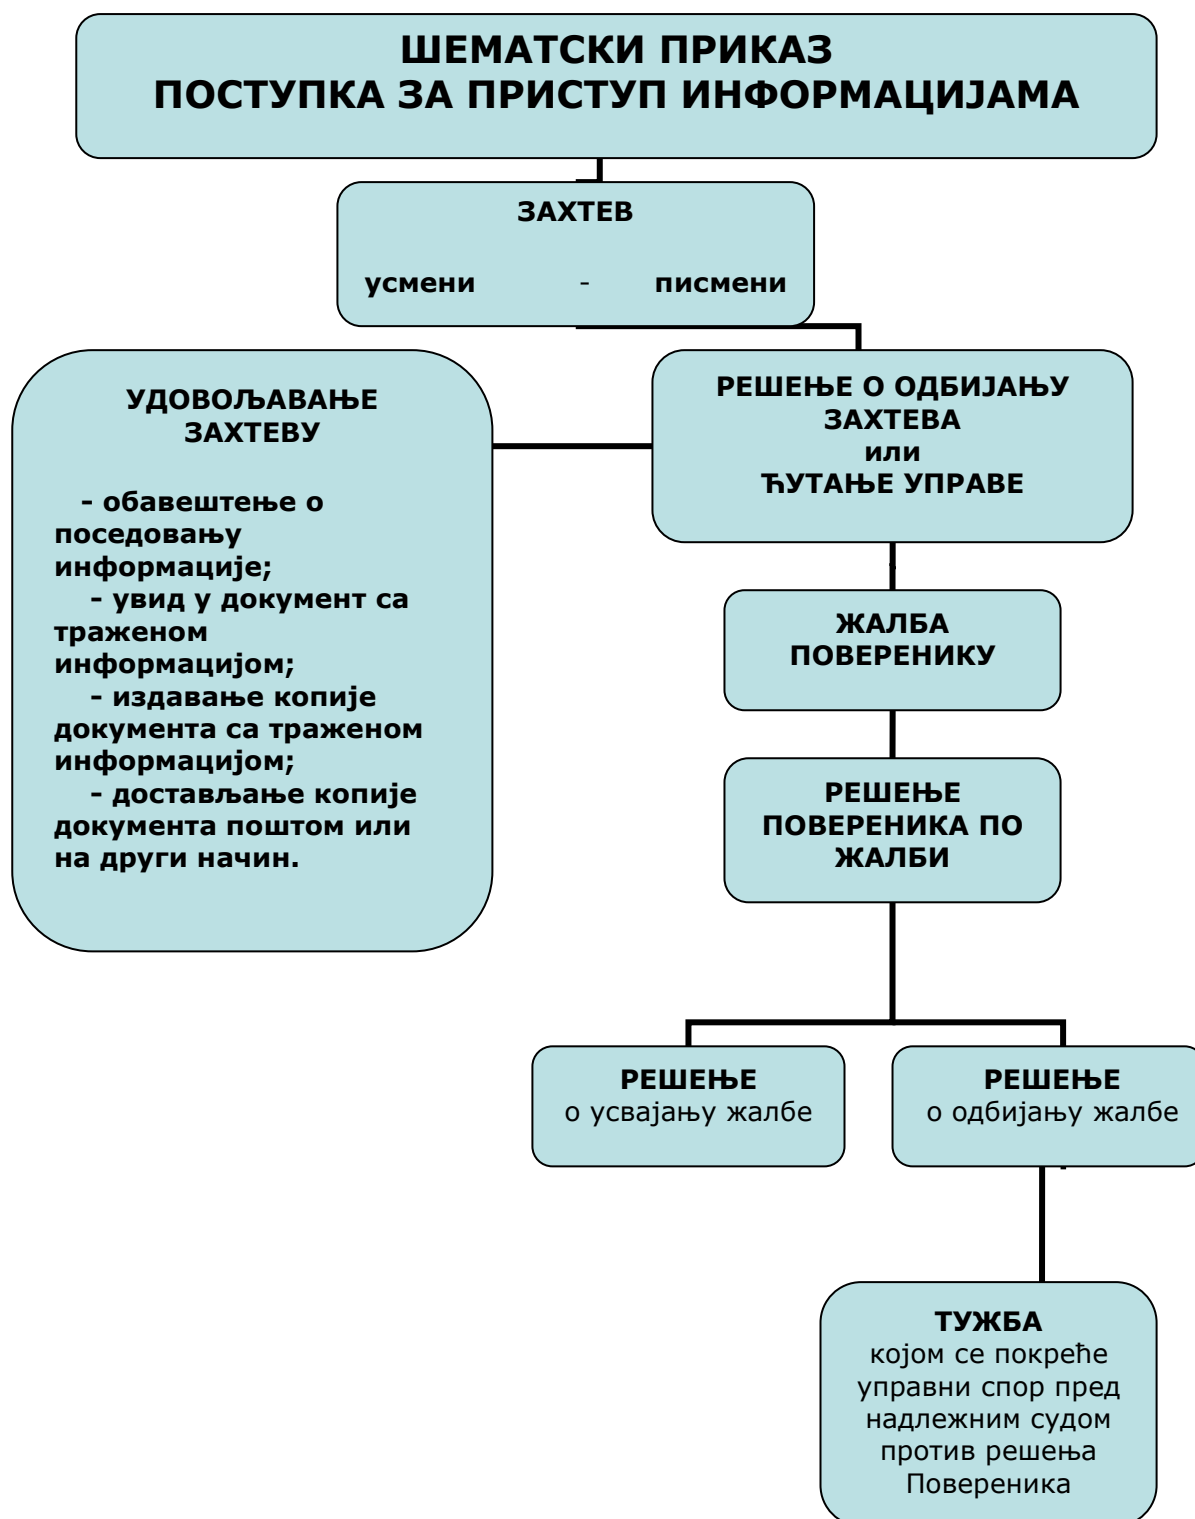 ШЕМАТСКИ ПРИКАЗ
ПОСТУПКА ЗА ПРИСТУП ИНФОРМАЦИЈАМА
ЗАХТЕВ
усмени - писмени
УДОВОЉАВАЊЕ
ЗАХТЕВУ
– обавештење о
поседовању
информације;
– увид у документ са
траженом
информацијом;
– издавање копије
документа са траженом
информацијом;
– достављање копије
документа поштом или
на други начин.
РЕШЕЊЕ О ОДБИЈАЊУ
ЗАХТЕВА
или
ЋУТАЊЕ УПРАВЕ
ЖАЛБА
ПОВЕРЕНИКУ
РЕШЕЊЕ
ПОВЕРЕНИКА ПО
ЖАЛБИ
РЕШЕЊЕ
о усвајању жалбе
РЕШЕЊЕ
о одбијању жалбе
ТУЖБА
којом се покреће
управни спор пред
надлежним судом
против решења
Повереника